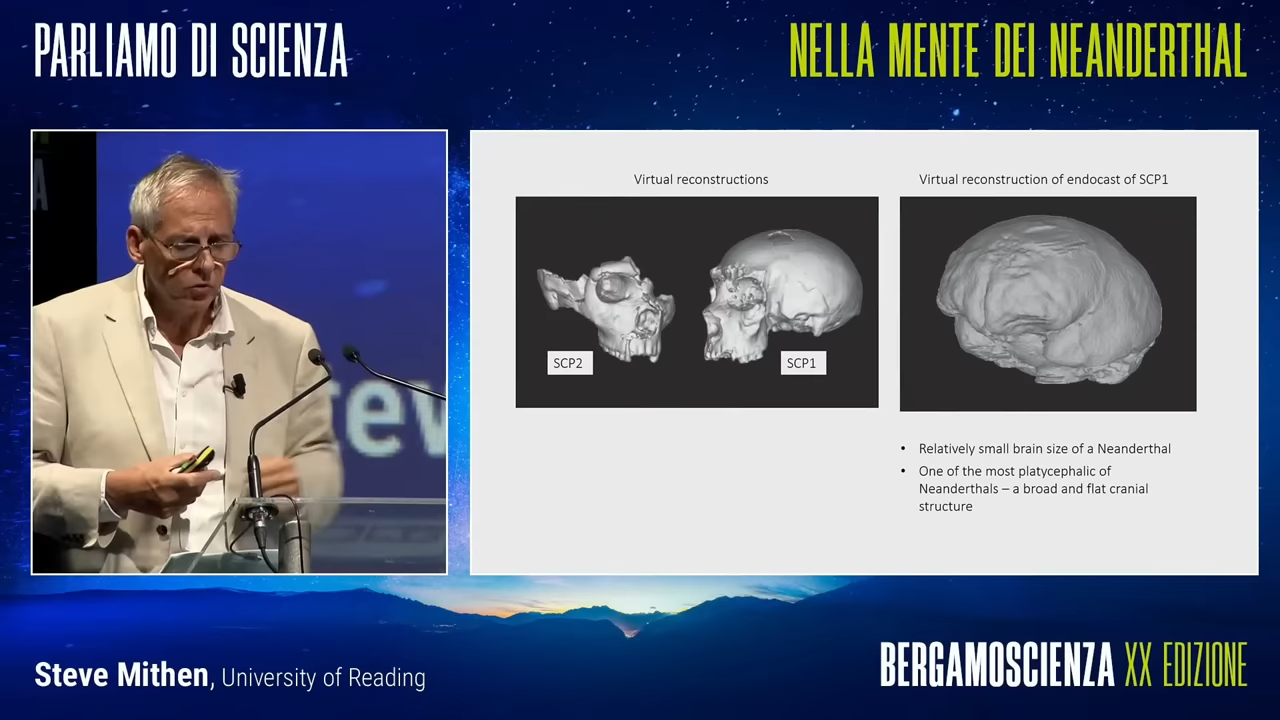 PARLIAMO DI SCIENZA
NELLA MENTE DEI NEANDERTHAL
Virtual reconstructions
Virtual reconstruction of endocast of SCP1
SCP2
SCP1
• Relatively small brain size of a Neanderthal
• One of the most platycephalic of
Neanderthals – a broad and flat cranial
structure
Steve Mithen, University of Reading
BERGAMOSCIENZA XX EDIZIONE